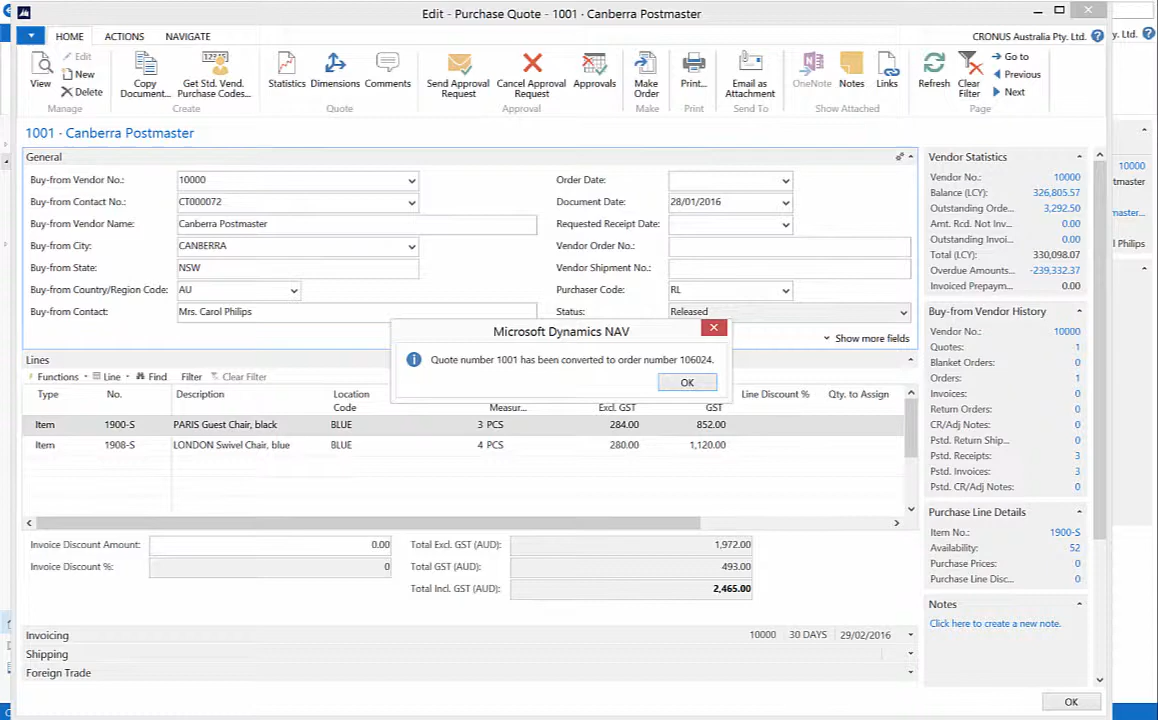 Edit - Purchase Quote - 1001 · Canberra Postmaster
HOME ACTIONS NAVIGATE CRONUS Australia Pty. Ltd. y. Ltd.
View Edit New Delete Copy Document... Get Std. Vend. Purchase Codes... Statistics Dimensions Comments Send Approval Request Cancel Approval Request Approvals Make Order Print... Email as Attachment OneNote Notes Links Refresh Clear Filter Go to Previous Next
Manage Create Quote Approval Make Print Send To Show Attached Page
1001 · Canberra Postmaster
General
Buy-from Vendor No.: 10000 Order Date:
Buy-from Contact No.: CT000072 Document Date: 28/01/2016
Buy-from Vendor Name: Canberra Postmaster Requested Receipt Date:
Buy-from City: CANBERRA Vendor Order No.:
Buy-from State: NSW Vendor Shipment No.:
Buy-from Country/Region Code: AU Purchaser Code: RL
Buy-from Contact: Mrs. Carol Philips Status: Released
Show more fields
Microsoft Dynamics NAV
Quote number 1001 has been converted to order number 106024.
OK
Lines
Functions Line Find Filter Clear Filter
Type No. Description Location Code Measur... Excl. GST GST Line Discount % Qty. to Assign
Item 1900-S PARIS Guest Chair, black BLUE 3 PCS 284.00 852.00
Item 1908-S LONDON Swivel Chair, blue BLUE 4 PCS 280.00 1,120.00
Invoice Discount Amount: 0.00 Total Excl. GST (AUD): 1,972.00
Invoice Discount %: 0 Total GST (AUD): 493.00
Total Incl. GST (AUD): 2,465.00
Invoicing 10000 30 DAYS 29/02/2016
Shipping
Foreign Trade
Vendor Statistics
Vendor No.: 10000
Balance (LCY): 326,805.57
Outstanding Orde... 3,292.50
Amt. Rcd. Not Inv... 0.00
Outstanding Invoi... 0.00
Total (LCY): 330,098.07
Overdue Amounts... -239,332.37
Invoiced Prepaym... 0.00
Buy-from Vendor History
Vendor No.: 10000
Quotes: 1
Blanket Orders: 0
Orders: 1
Invoices: 0
Return Orders: 0
CR/Adj Notes: 0
Pstd. Return Ship... 0
Pstd. Receipts: 3
Pstd. Invoices: 3
Pstd. CR/Adj Notes: 0
Purchase Line Details
Item No.: 1900-S
Availability: 52
Purchase Prices: 0
Purchase Line Disc... 0
Notes
Click here to create a new note.
OK
10000
tmaster
master...
l Philips